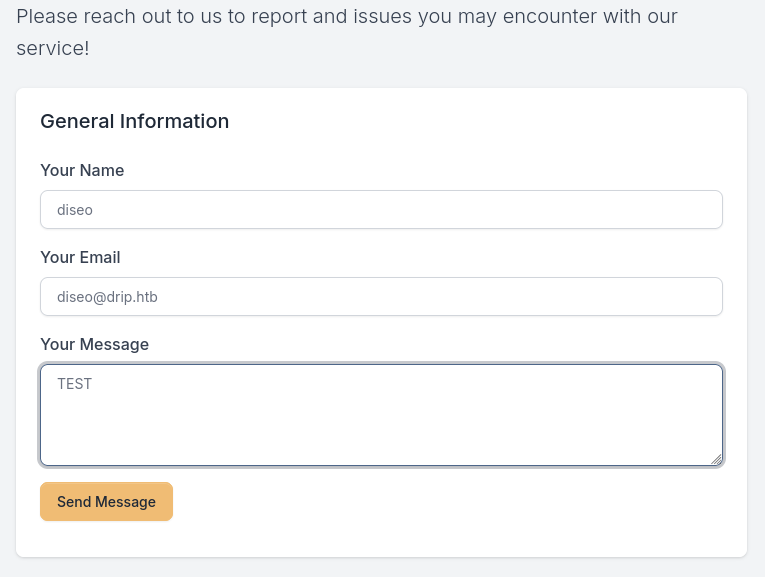 Please reach out to us to report and issues you may encounter with our
service!
General Information
Your Name
diseo
Your Email
diseo@drip.htb
Your Message
TEST
Send Message